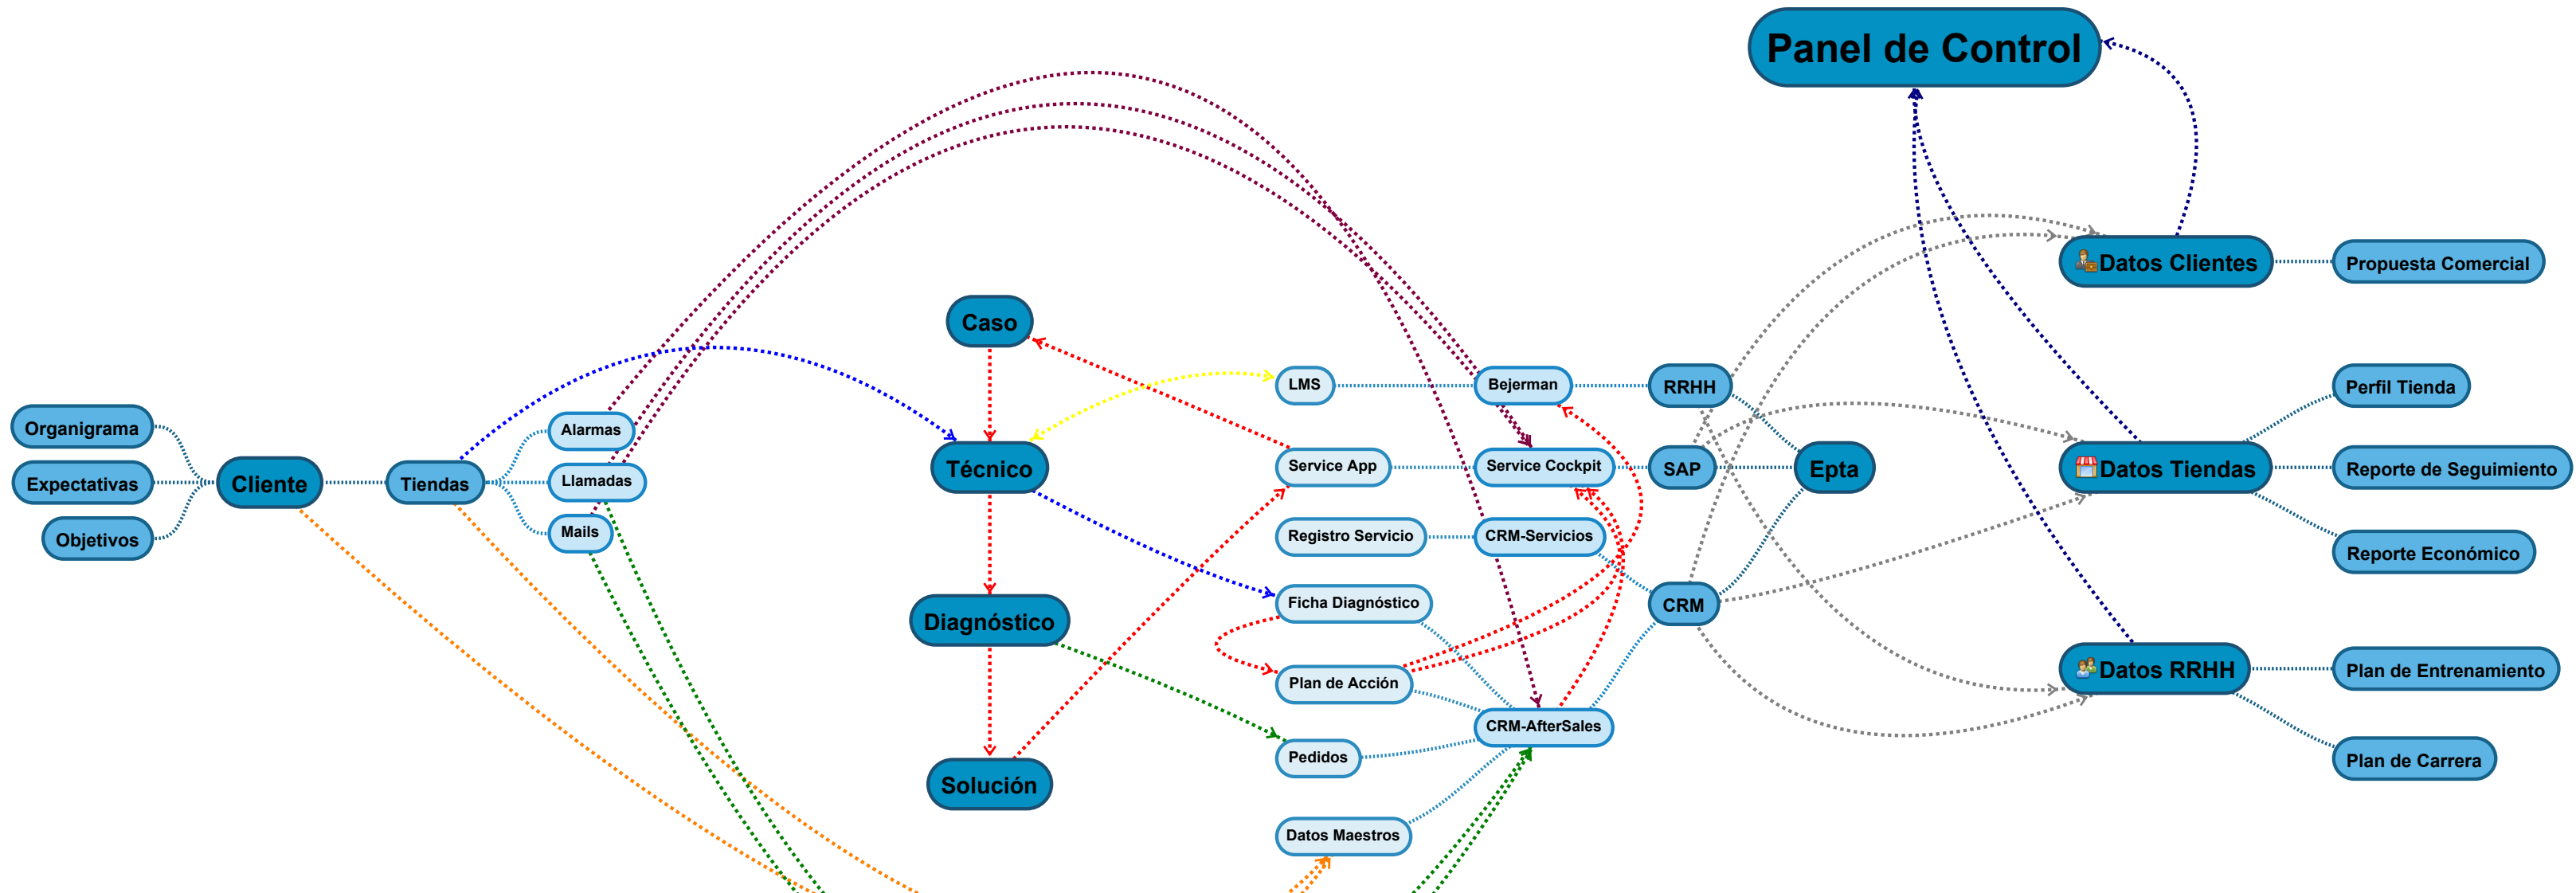 Panel de Control
Datos Clientes
Propuesta Comercial
Caso
LMS
Bejerman
RRHH
Perfil Tienda
Organigrama
Alarmas
Técnico
Service App
Service Cockpit
SAP
Epta
Datos Tiendas
Reporte de Seguimiento
Expectativas
Cliente
Tiendas
Llamadas
Objetivos
Mails
Registro Servicio
CRM-Servicios
Reporte Económico
Diagnóstico
Ficha Diagnóstico
CRM
Plan de Acción
Datos RRHH
Plan de Entrenamiento
CRM-AfterSales
Pedidos
Plan de Carrera
Solución
Datos Maestros